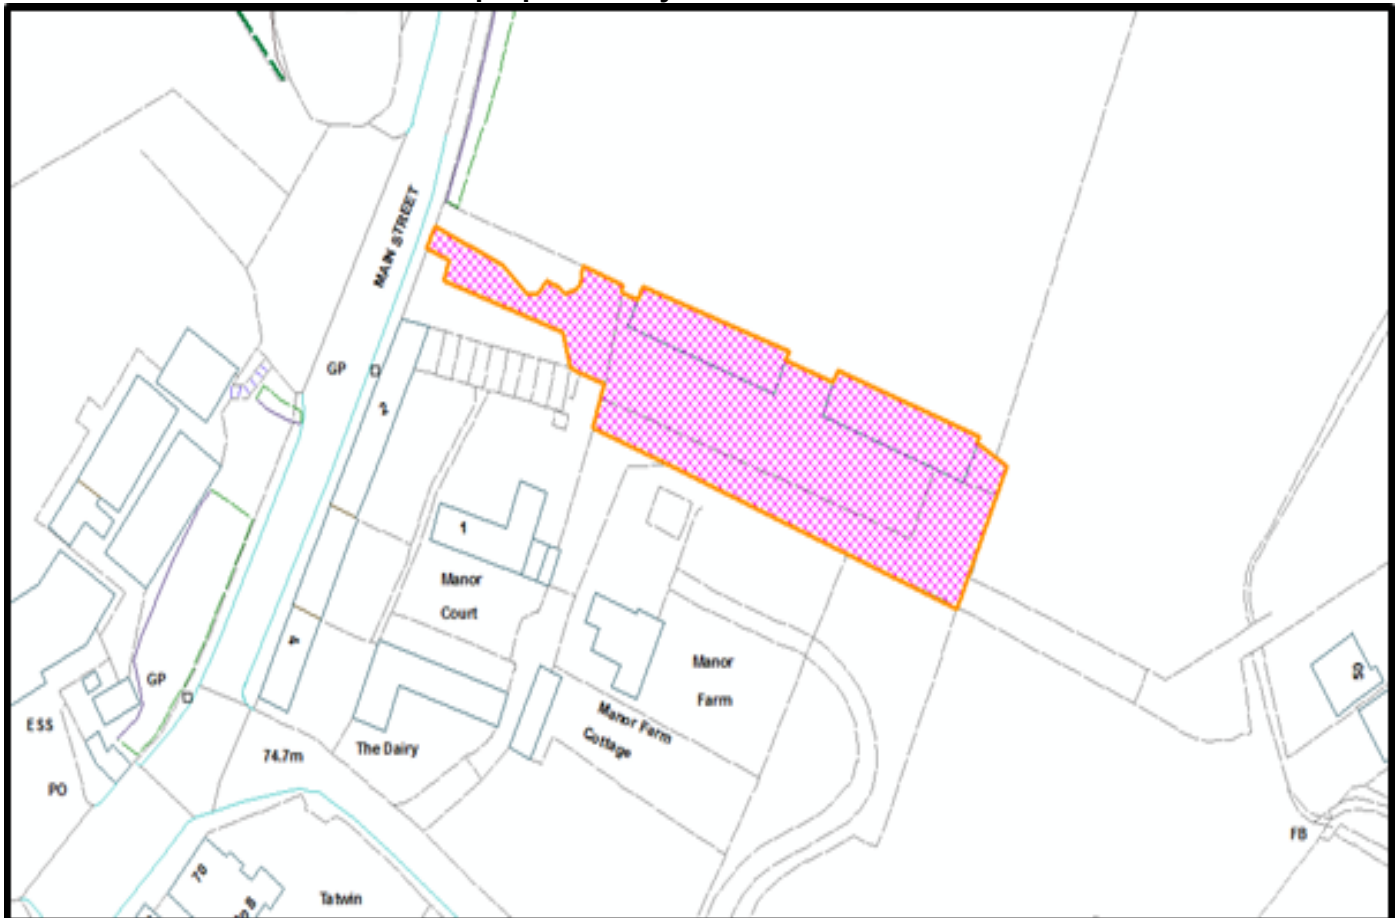 MAIN STREET
GP
2
1
Manor
Court
4
Manor
Farm
Manor Farm
Cottage
The Dairy
74.7m
GP
ESS
PO
50
FB
70
Tatwin